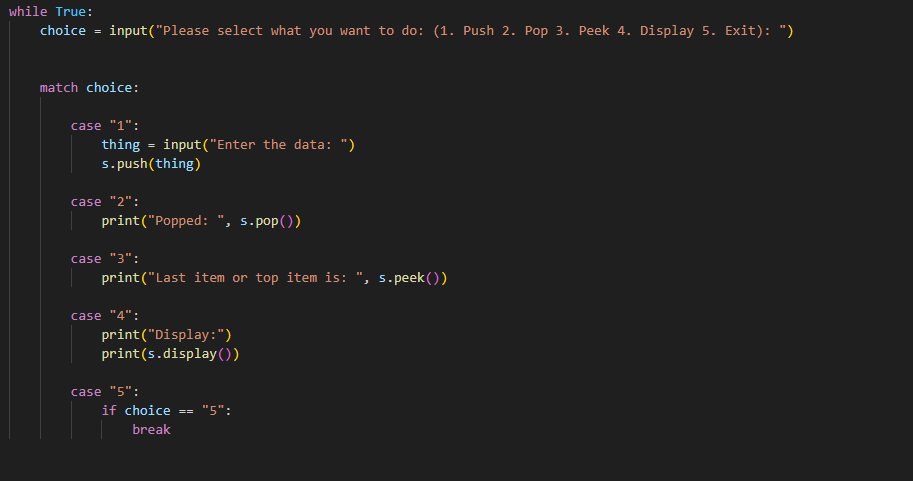 while True:
    choice = input("Please select what you want to do: (1. Push 2. Pop 3. Peek 4. Display 5. Exit): ")
    match choice:
        case "1":
            thing = input("Enter the data: ")
            s.push(thing)
        case "2":
            print("Popped: ", s.pop())
        case "3":
            print("Last item or top item is: ", s.peek())
        case "4":
            print("Display:")
            print(s.display())
        case "5":
            if choice == "5":
                break